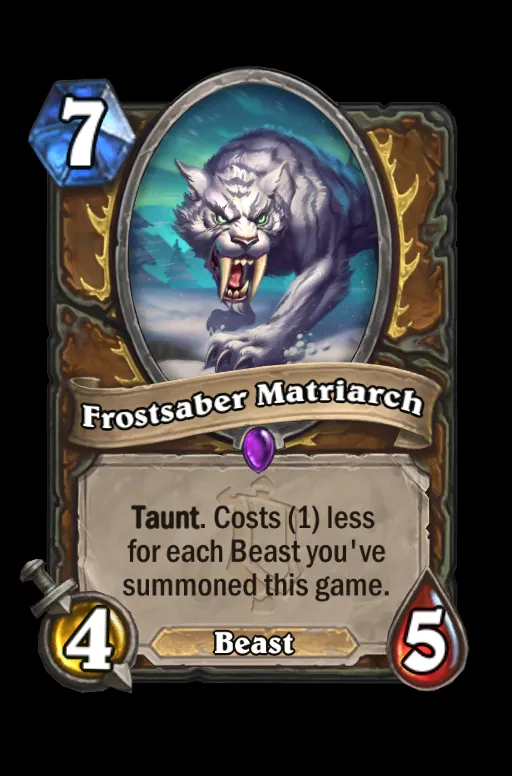 7
Frostsaber Matriarch
Taunt. Costs (1) less
for each Beast you've
summoned this game.
4
Beast
5